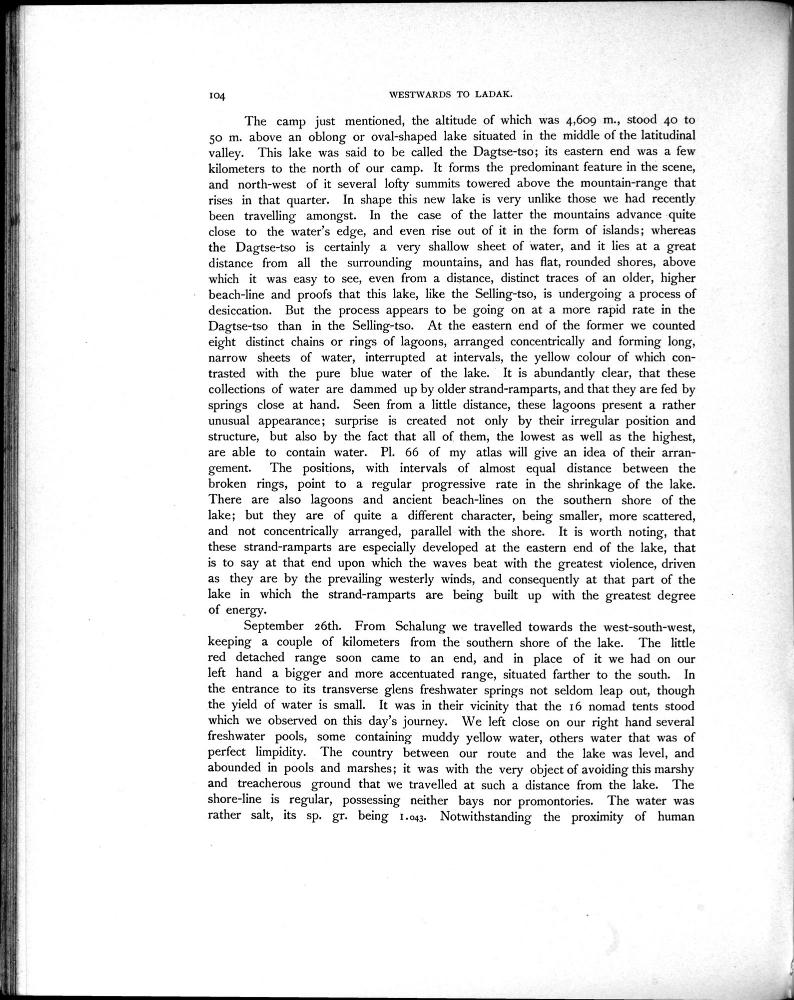 104
WESTWARDS TO LADAK.
The camp just mentioned, the altitude of which was 4,609 m., stood 40 to
50 m. above an oblong or oval-shaped lake situated in the middle of the latitudinal
valley. This lake was said to be called the Dagtse-tso; its eastern end was a few
kilometers to the north of our camp. It forms the predominant feature in the scene,
and north-west of it several lofty summits towered above the mountain-range that
rises in that quarter. In shape this new lake is very unlike those we had recently
been travelling amongst. In the case of the latter the mountains advance quite
close to the water's edge, and even rise out of it in the form of islands; whereas
the Dagtse-tso is certainly a very shallow sheet of water, and it lies at a great
distance from all the surrounding mountains, and has flat, rounded shores, above
which it was easy to see, even from a distance, distinct traces of an older, higher
beach-line and proofs that this lake, like the Selling-tso, is undergoing a process of
desiccation. But the process appears to be going on at a more rapid rate in the
Dagtse-tso than in the Selling-tso. At the eastern end of the former we counted
eight distinct chains or rings of lagoons, arranged concentrically and forming long,
narrow sheets of water, interrupted at intervals, the yellow colour of which con-
trasted with the pure blue water of the lake. It is abundantly clear, that these
collections of water are dammed up by older strand-ramparts, and that they are fed by
springs close at hand. Seen from a little distance, these lagoons present a rather
unusual appearance; surprise is created not only by their irregular position and
structure, but also by the fact that all of them, the lowest as well as the highest,
are able to contain water. Pl. 66 of my atlas will give an idea of their arran-
gement. The positions, with intervals of almost equal distance between the
broken rings, point to a regular progressive rate in the shrinkage of the lake.
There are also lagoons and ancient beach-lines on the southern shore of the
lake; but they are of quite a different character, being smaller, more scattered,
and not concentrically arranged, parallel with the shore. It is worth noting, that
these strand-ramparts are especially developed at the eastern end of the lake, that
is to say at that end upon which the waves beat with the greatest violence, driven
as they are by the prevailing westerly winds, and consequently at that part of the
lake in which the strand-ramparts are being built up with the greatest degree
of energy.
September 26th. From Schalung we travelled towards the west-south-west,
keeping a couple of kilometers from the southern shore of the lake. The little
red detached range soon came to an end, and in place of it we had on our
left hand a bigger and more accentuated range, situated farther to the south. In
the entrance to its transverse glens freshwater springs not seldom leap out, though
the yield of water is small. It was in their vicinity that the 16 nomad tents stood
which we observed on this day's journey. We left close on our right hand several
freshwater pools, some containing muddy yellow water, others water that was of
perfect limpidity. The country between our route and the lake was level, and
abounded in pools and marshes; it was with the very object of avoiding this marshy
and treacherous ground that we travelled at such a distance from the lake. The
shore-line is regular, possessing neither bays nor promontories. The water was
rather salt, its sp. gr. being 1.043. Notwithstanding the proximity of human